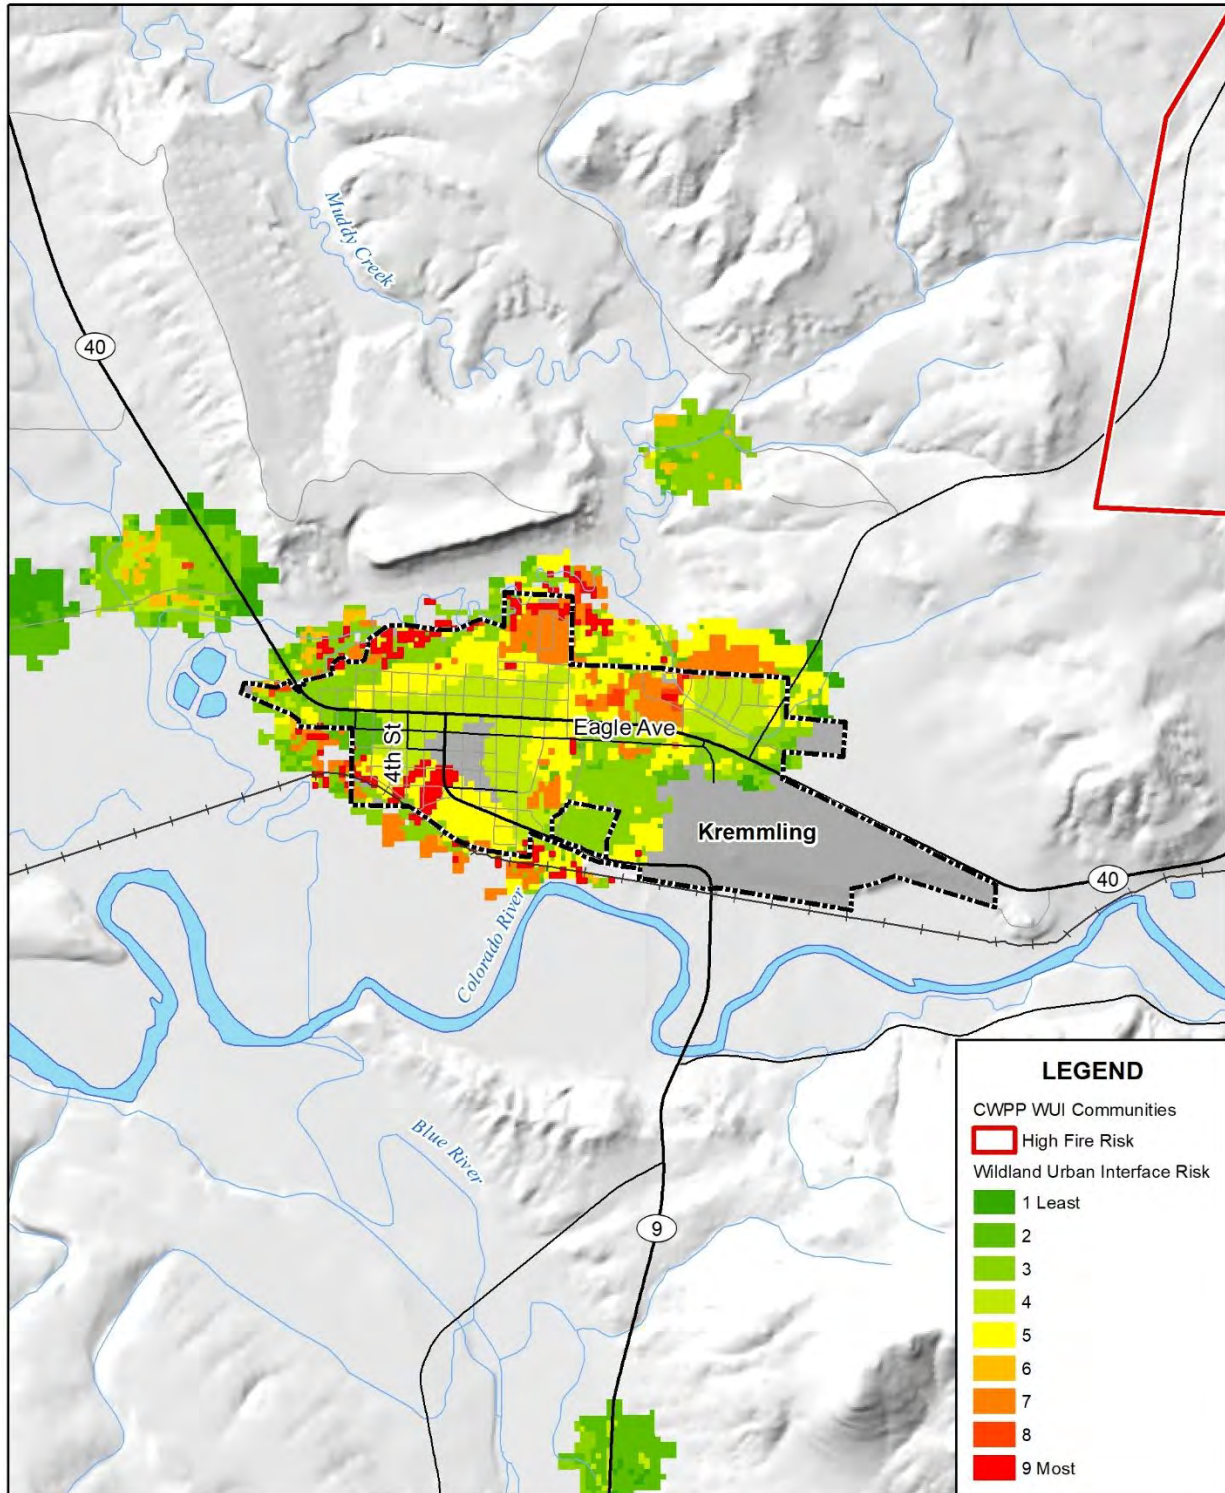 Muddy Creek
40
Eagle Ave
4th St
Kremmling
40
Colorado River
Blue River
9
LEGEND
CWPP WUI Communities
High Fire Risk
Wildland Urban Interface Risk
1 Least
2
3
4
5
6
7
8
9 Most